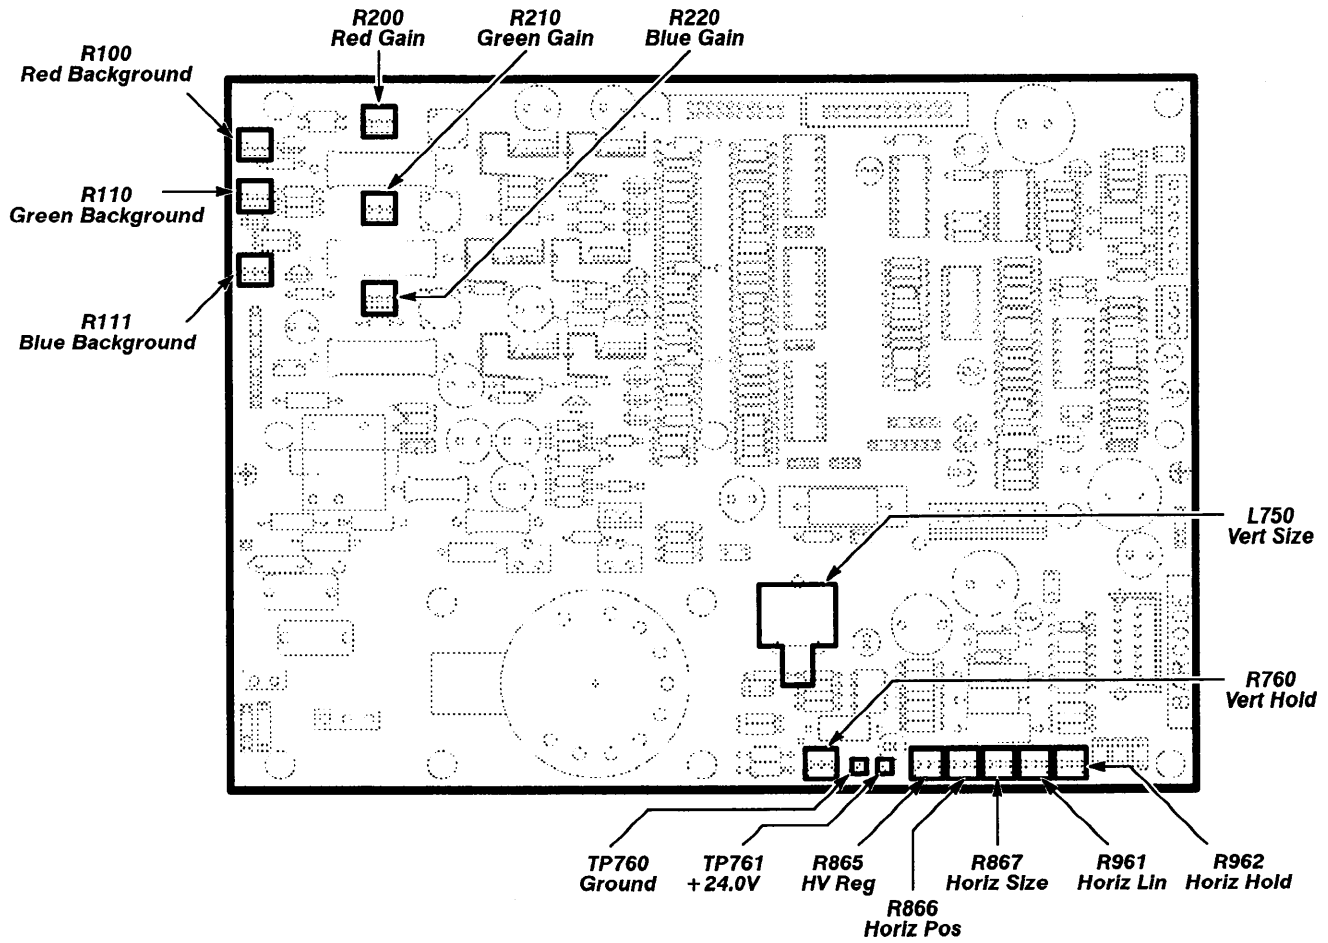 R200
Red Gain
R210
Green Gain
R220
Blue Gain
R100
Red Background
R110
Green Background
R111
Blue Background
L750
Vert Size
R760
Vert Hold
TP760
Ground
TP761
+24.0V
R865
HV Reg
R866
Horiz Pos
R867
Horiz Size
R961
Horiz Lin
R962
Horiz Hold